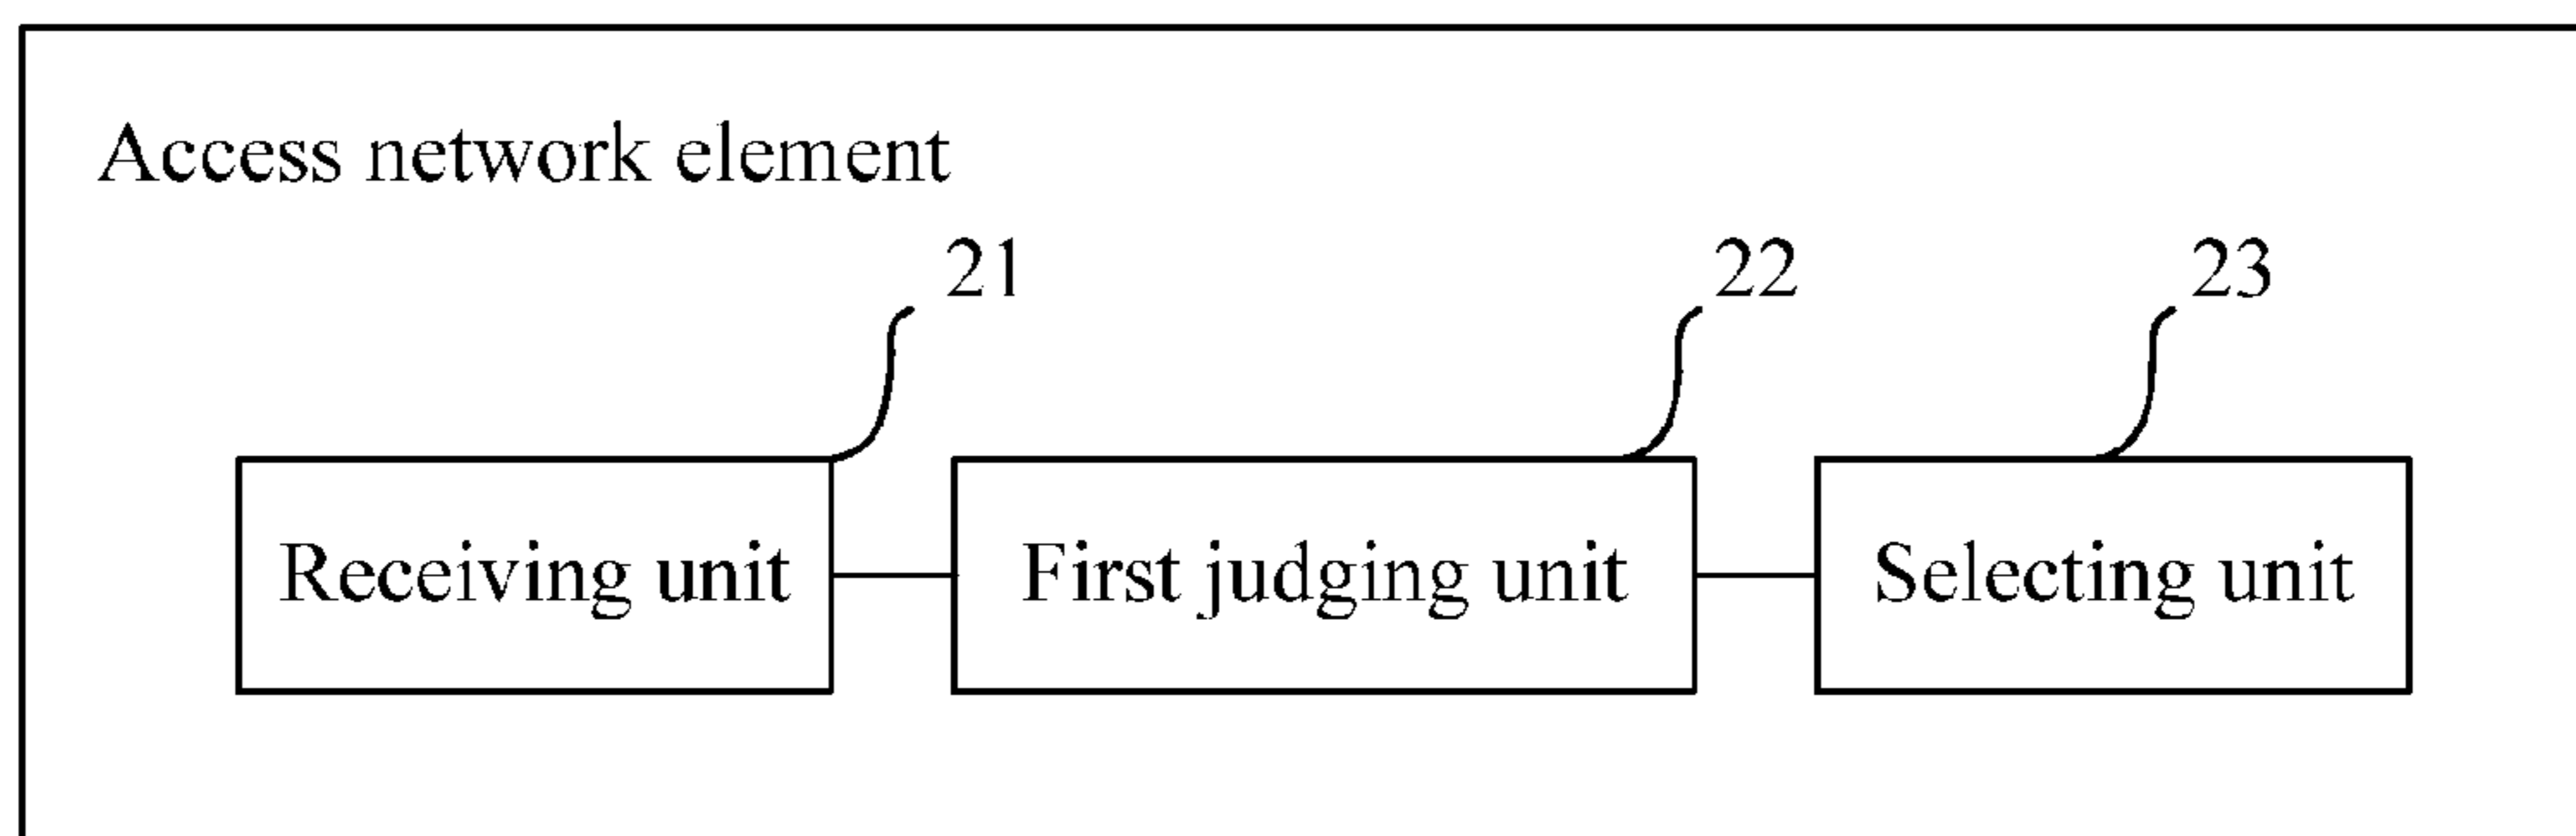 Access network element
21 22 23
Receiving unit First judging unit Selecting unit